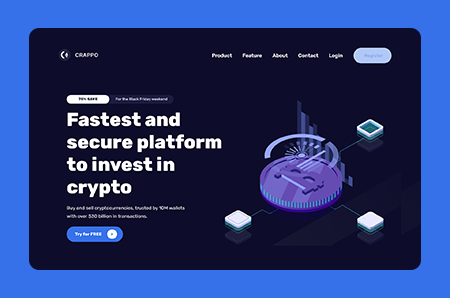 CRAPPO
Product Feature About Contact Login Register
75% SAVE For the Black Friday weekend
Fastest and
secure platform
to invest in
crypto
Buy and sell cryptocurrencies, trusted by 10M wallets
with over $30 billion in transactions.
Try for FREE